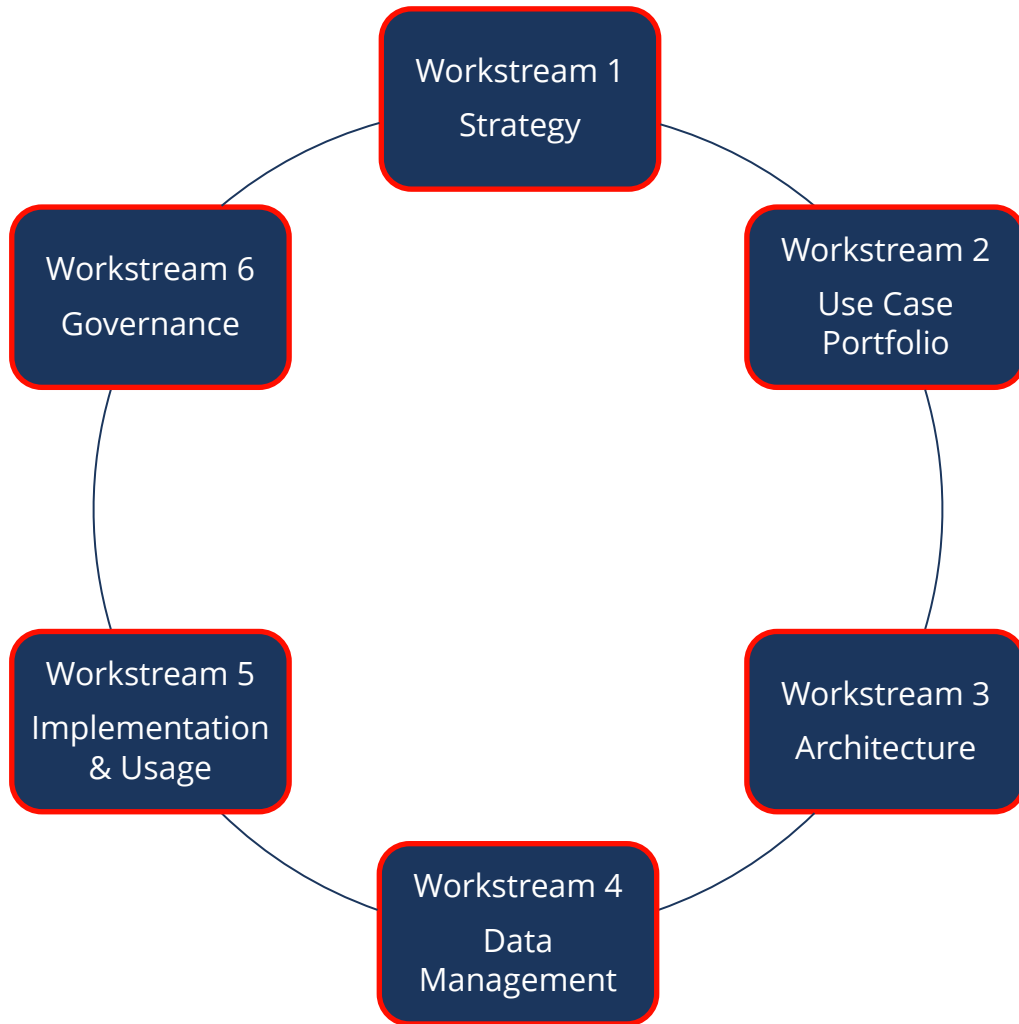 Workstream 1
Strategy
Workstream 2
Use Case
Portfolio
Workstream 3
Architecture
Workstream 4
Data
Management
Workstream 5
Implementation
& Usage
Workstream 6
Governance